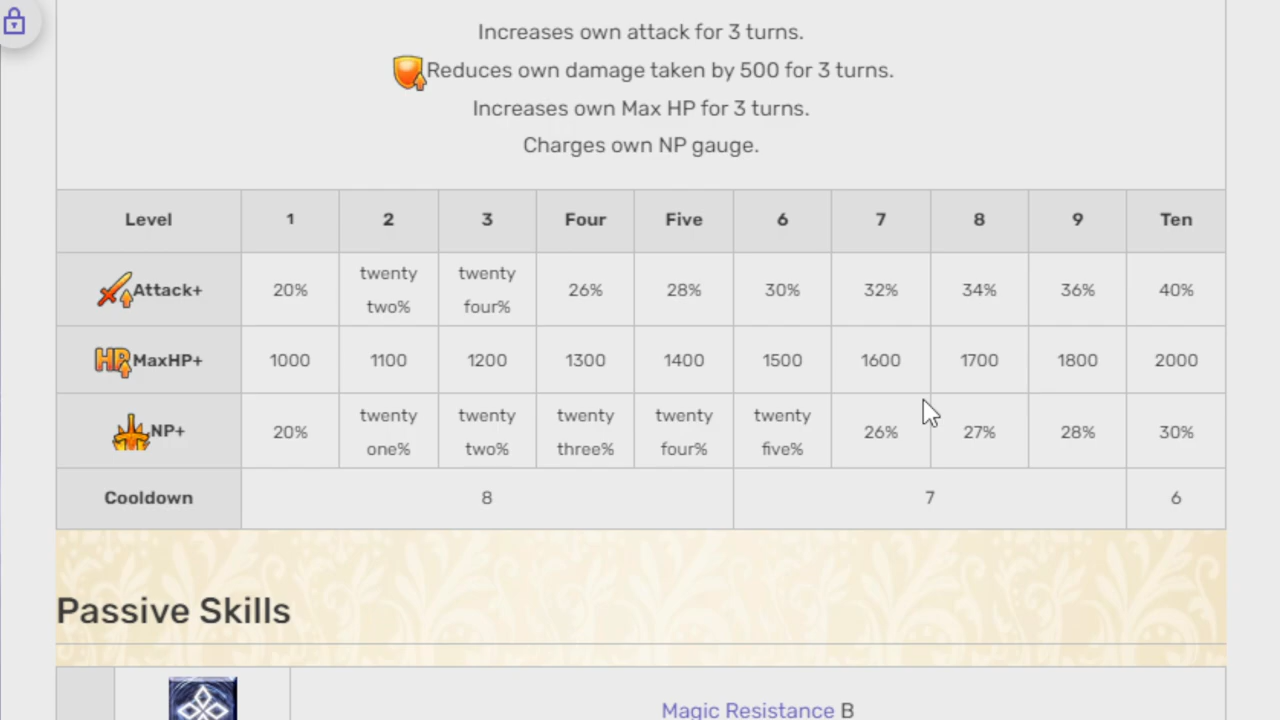 Increases own attack for 3 turns.
Reduces own damage taken by 500 for 3 turns.
Increases own Max HP for 3 turns.
Charges own NP gauge.
Level 1 2 3 Four Five 6 7 8 9 Ten
Attack+ 20% twenty two% twenty four% 26% 28% 30% 32% 34% 36% 40%
HP MaxHP+ 1000 1100 1200 1300 1400 1500 1600 1700 1800 2000
NP+ 20% twenty one% twenty two% twenty three% twenty four% twenty five% 26% 27% 28% 30%
Cooldown 8 7 6
Passive Skills
Magic Resistance B